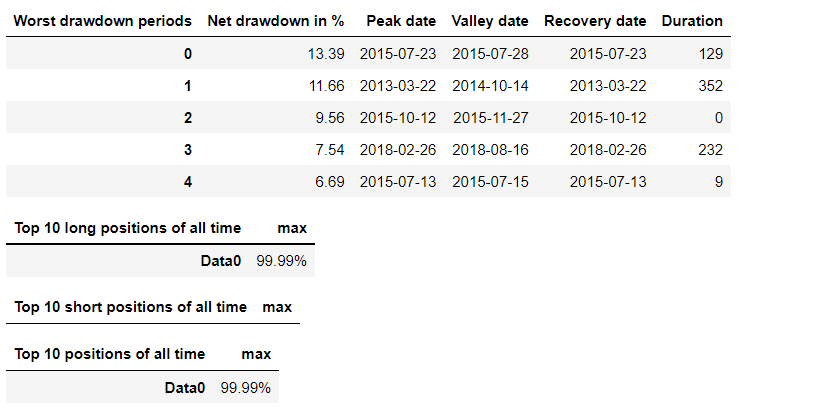 Worst drawdown periods Net drawdown in % Peak date Valley date Recovery date Duration
0 13.39 2015-07-23 2015-07-28 2015-07-23 129
1 11.66 2013-03-22 2014-10-14 2013-03-22 352
2 9.56 2015-10-12 2015-11-27 2015-10-12 0
3 7.54 2018-02-26 2018-08-16 2018-02-26 232
4 6.69 2015-07-13 2015-07-15 2015-07-13 9
Top 10 long positions of all time max
Data0 99.99%
Top 10 short positions of all time max
Top 10 positions of all time max
Data0 99.99%